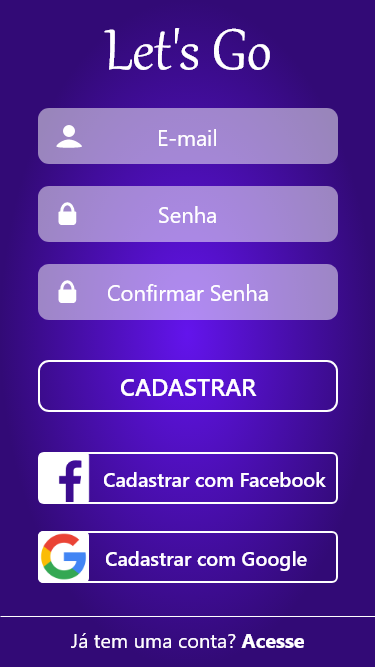 Let's Go
E-mail
Senha
Confirmar Senha
CADASTRAR
Cadastrar com Facebook
Cadastrar com Google
Já tem uma conta? Acesse